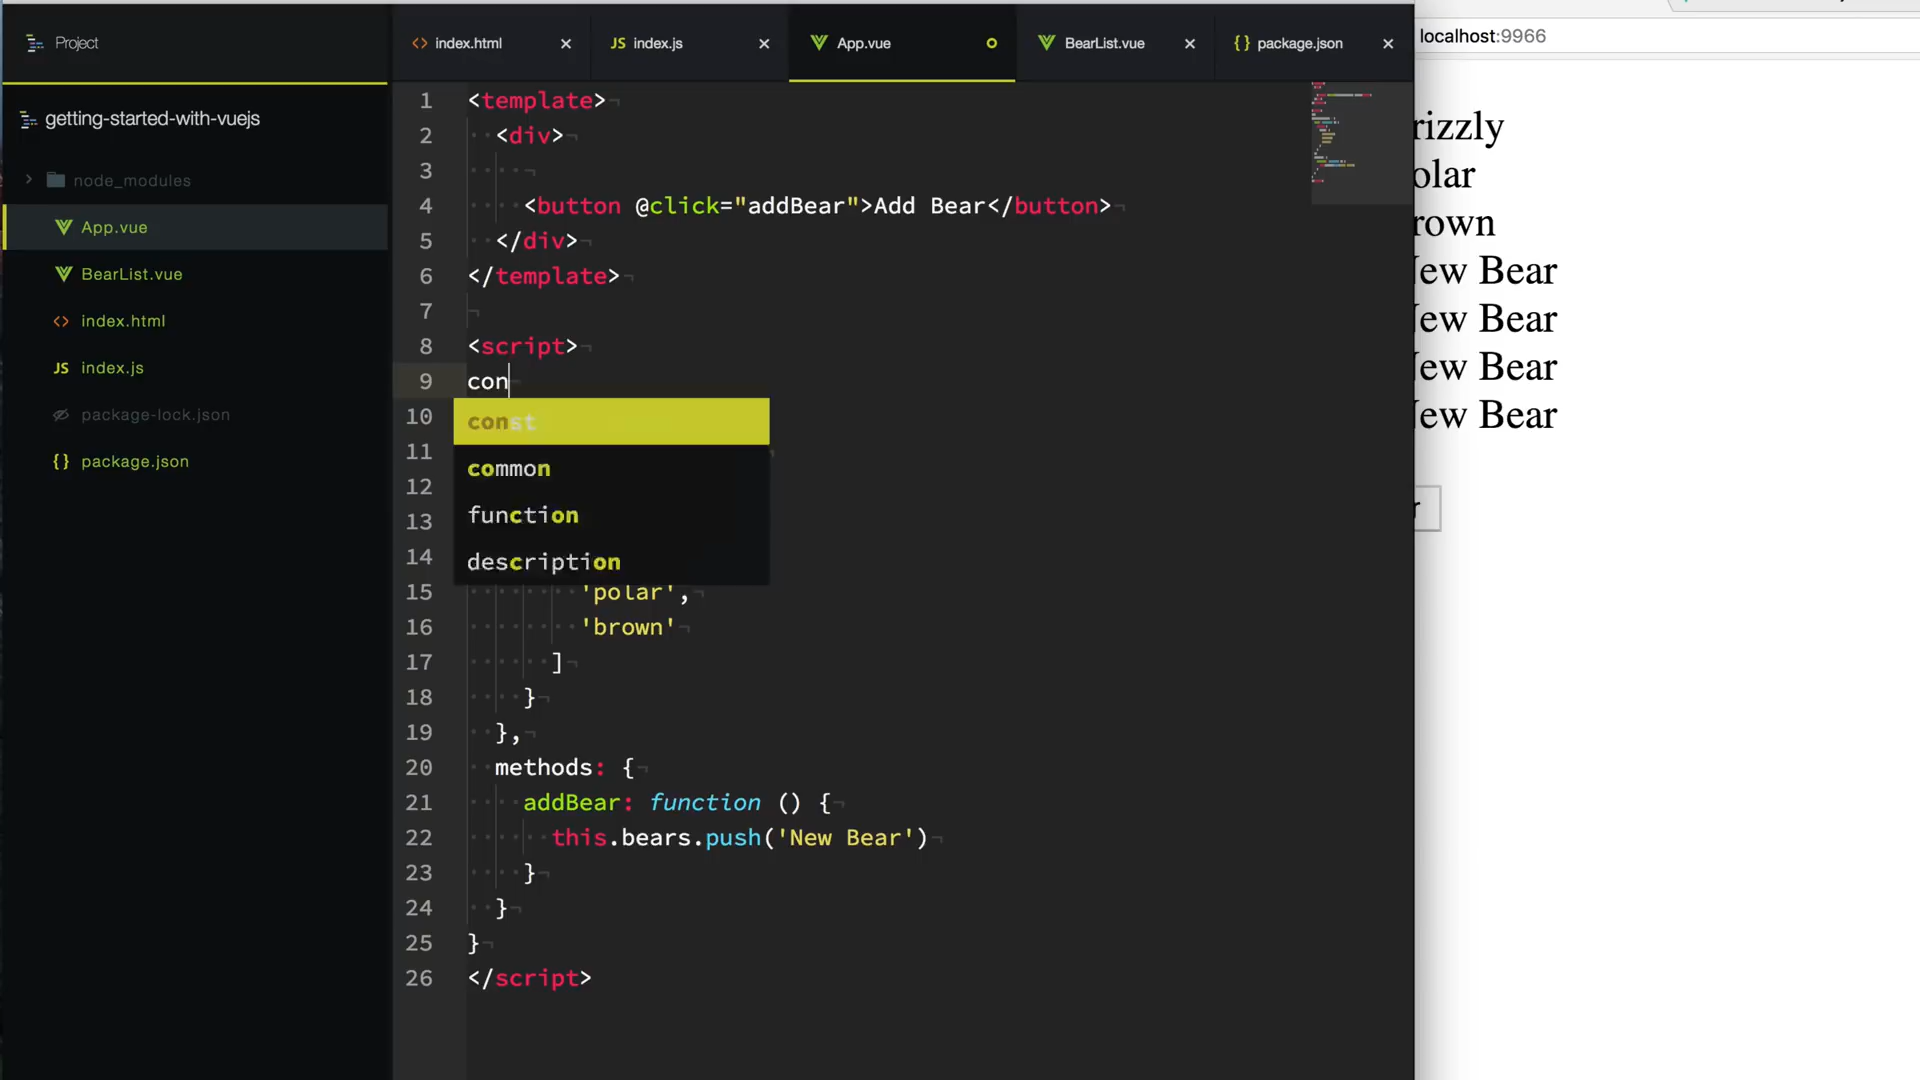 Project
getting-started-with-vuejs
node_modules
App.vue
BearList.vue
<> index.html
JS index.js
package-lock.json
{} package.json
<> index.html
JS index.js
App.vue
BearList.vue
{} package.json
1 <template>
2 <div>
3
4 <button @click="addBear">Add Bear</button>
5 </div>
6 </template>
7
8 <script>
9 con
10
11
12
13
14
const
common
function
description
15 'polar',
16 'brown'
17 ]
18 }
19 },
20 methods: {
21 addBear: function () {
22 this.bears.push('New Bear')
23 }
24 }
25 }
26 </script>
localhost:9966
rizzly
olar
rown
ew Bear
ew Bear
ew Bear
ew Bear
r